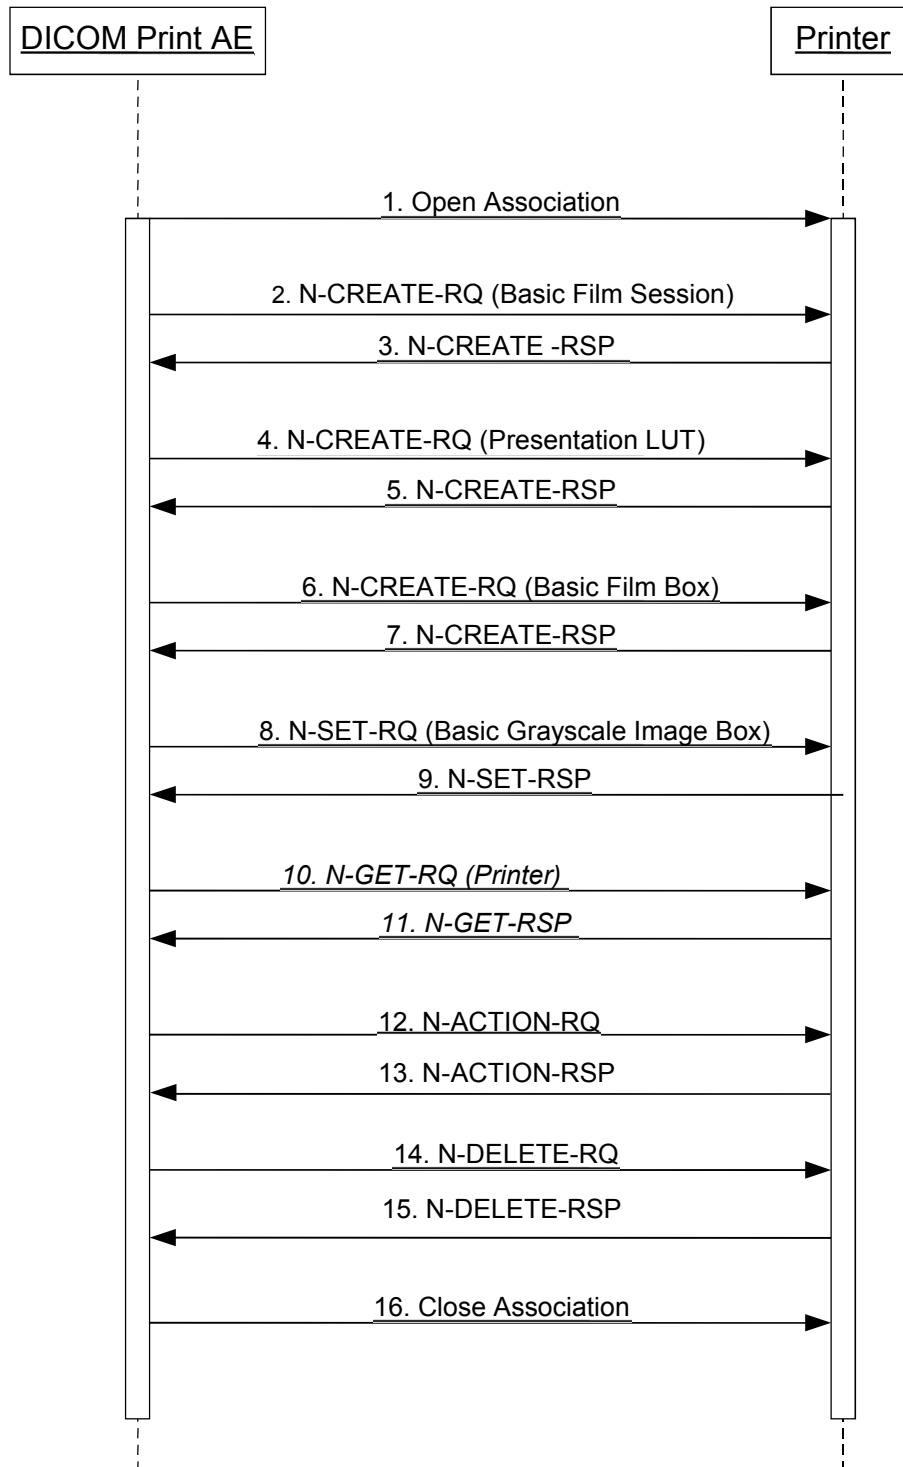 DICOM Print AE
Printer
1. Open Association
2. N-CREATE-RQ (Basic Film Session)
3. N-CREATE -RSP
4. N-CREATE-RQ (Presentation LUT)
5. N-CREATE-RSP
6. N-CREATE-RQ (Basic Film Box)
7. N-CREATE-RSP
8. N-SET-RQ (Basic Grayscale Image Box)
9. N-SET-RSP
10. N-GET-RQ (Printer)
11. N-GET-RSP
12. N-ACTION-RQ
13. N-ACTION-RSP
14. N-DELETE-RQ
15. N-DELETE-RSP
16. Close Association